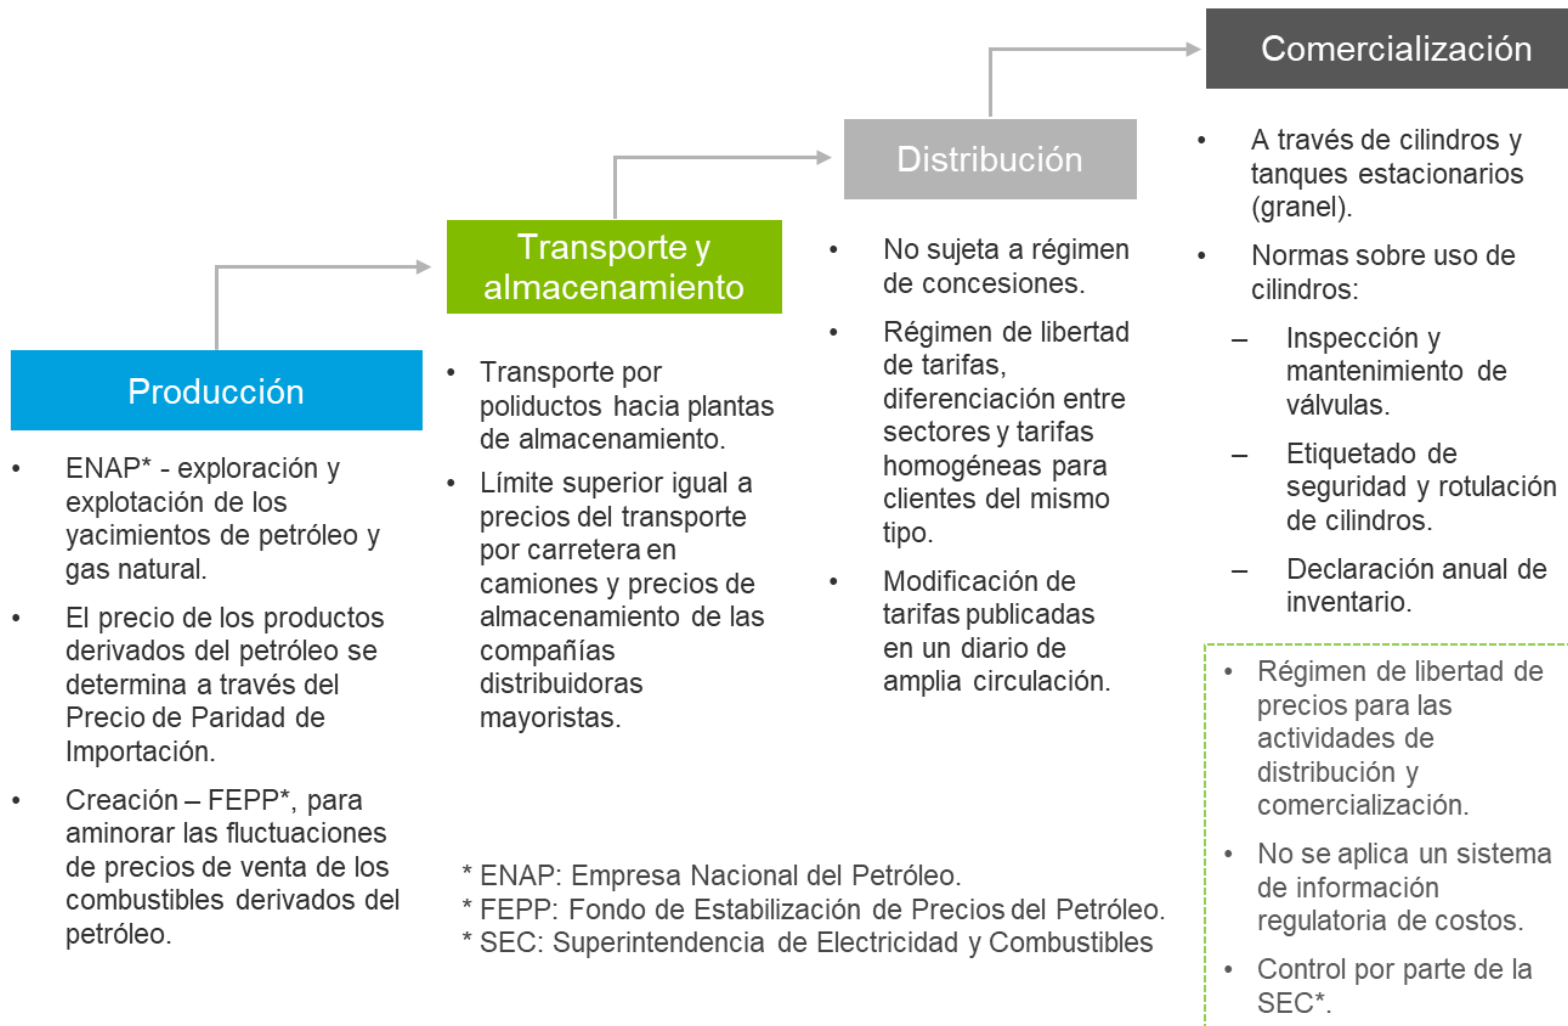 Producción
• ENAP* - exploración y
explotación de los
yacimientos de petróleo y
gas natural.
• El precio de los productos
derivados del petróleo se
determina a través del
Precio de Paridad de
Importación.
• Creación – FEPP*, para
aminorar las fluctuaciones
de precios de venta de los
combustibles derivados del
petróleo.
Transporte y
almacenamiento
• Transporte por
poliductos hacia plantas
de almacenamiento.
• Límite superior igual a
precios del transporte
por carretera en
camiones y precios de
almacenamiento de las
compañías
distribuidoras
mayoristas.
Distribución
• No sujeta a régimen
de concesiones.
• Régimen de libertad
de tarifas,
diferenciación entre
sectores y tarifas
homogéneas para
clientes del mismo
tipo.
• Modificación de
tarifas publicadas
en un diario de
amplia circulación.
Comercialización
• A través de cilindros y
tanques estacionarios
(granel).
• Normas sobre uso de
cilindros:
– Inspección y
mantenimiento de
válvulas.
– Etiquetado de
seguridad y rotulación
de cilindros.
– Declaración anual de
inventario.
• Régimen de libertad de
precios para las
actividades de
distribución y
comercialización.
• No se aplica un sistema
de información
regulatoria de costos.
• Control por parte de la
SEC*.
* ENAP: Empresa Nacional del Petróleo.
* FEPP: Fondo de Estabilización de Precios del Petróleo.
* SEC: Superintendencia de Electricidad y Combustibles